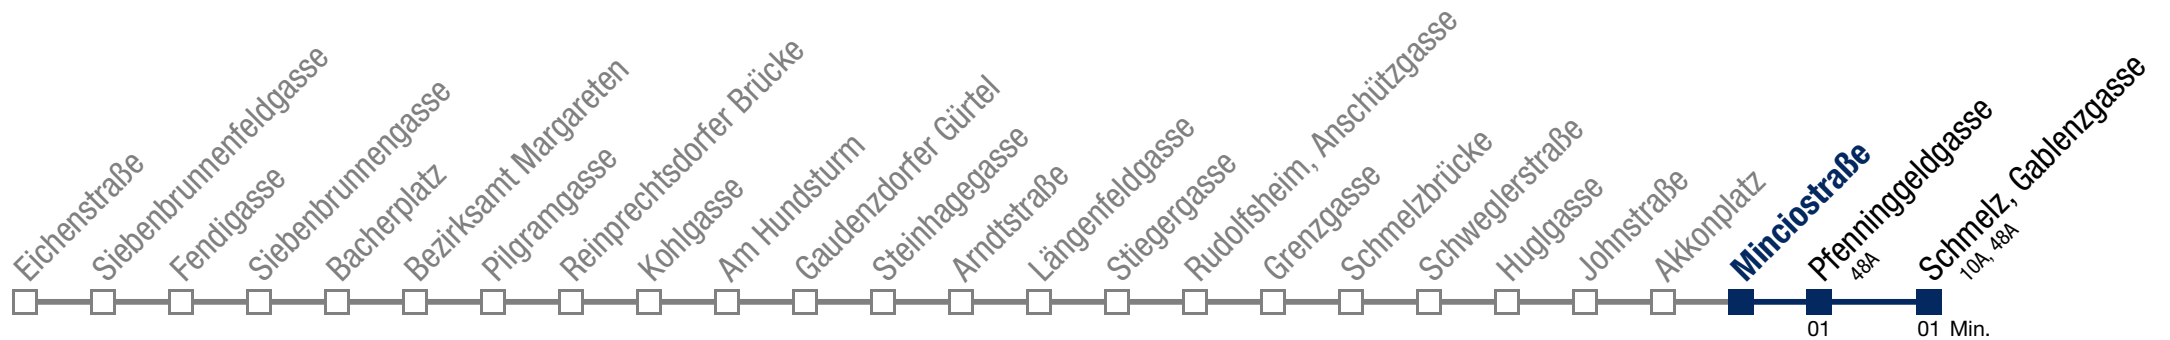 Eichenstraße
Siebenbrunnenfeldgasse
Fendigasse
Siebenbrunnengasse
Bacherplatz
Bezirksamt Margareten
Pilgramgasse
Reinprechtsdorfer Brücke
Kohlgasse
Am Hundsturm
Gaudenzdorfer Gürtel
Steinhagegasse
Arndtstraße
Längenfeldgasse
Stiegergasse
Rudolfsheim, Anschützgasse
Grenzgasse
Schmelzbrücke
Schweglerstraße
Huglgasse
Johnstraße
Akkonplatz
Minciostraße
Pfenninggeldgasse
48A
Schmelz, Gablenzgasse
10A, 48A
01
01 Min.